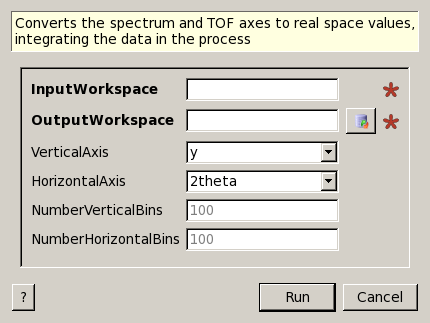 Converts the spectrum and TOF axes to real space values,
integrating the data in the process
InputWorkspace *
OutputWorkspace *
VerticalAxis y
HorizontalAxis 2theta
NumberVerticalBins 100
NumberHorizontalBins 100
? Run Cancel